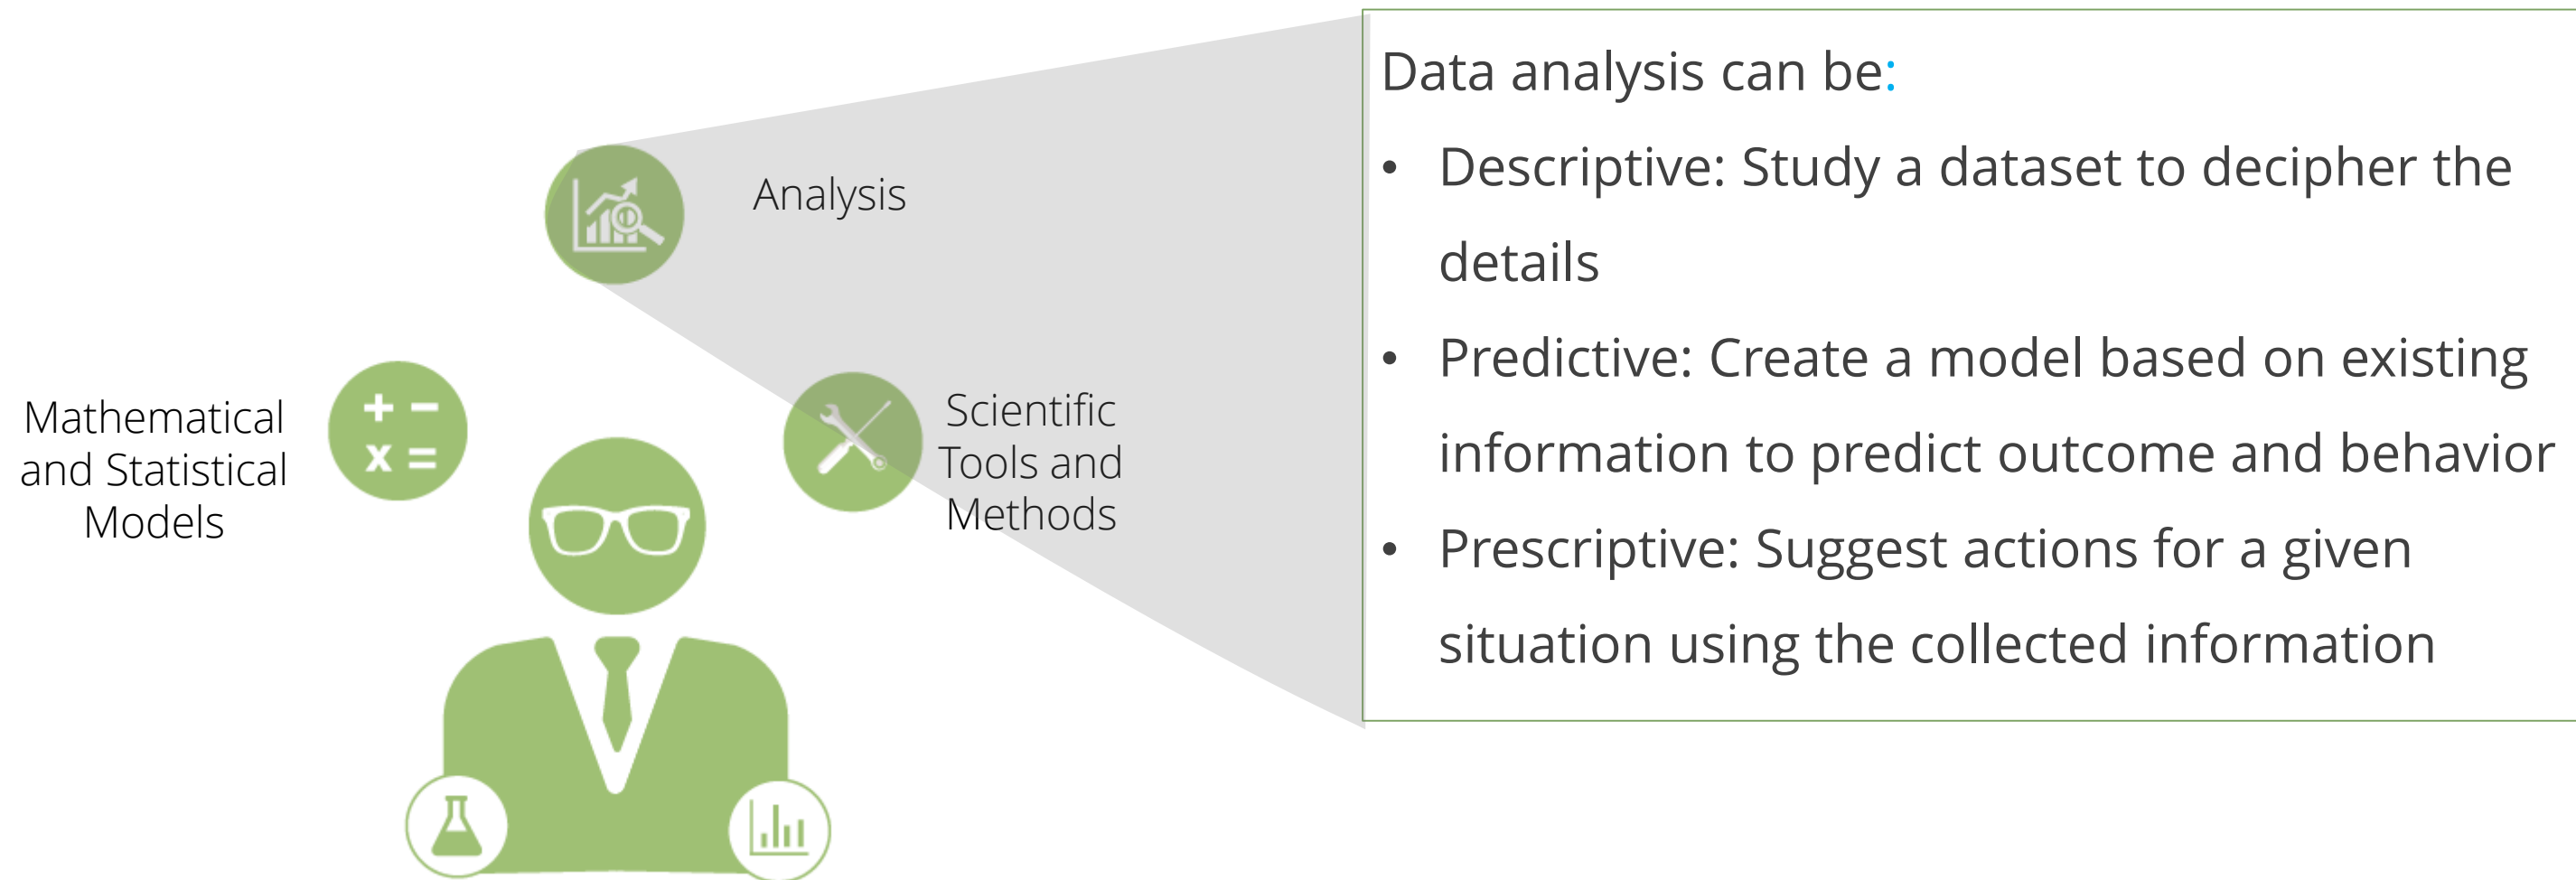 Analysis
Mathematical
and Statistical
Models
+ −
x =
Scientific
Tools and
Methods
Data analysis can be:
• Descriptive: Study a dataset to decipher the
details
• Predictive: Create a model based on existing
information to predict outcome and behavior
• Prescriptive: Suggest actions for a given
situation using the collected information